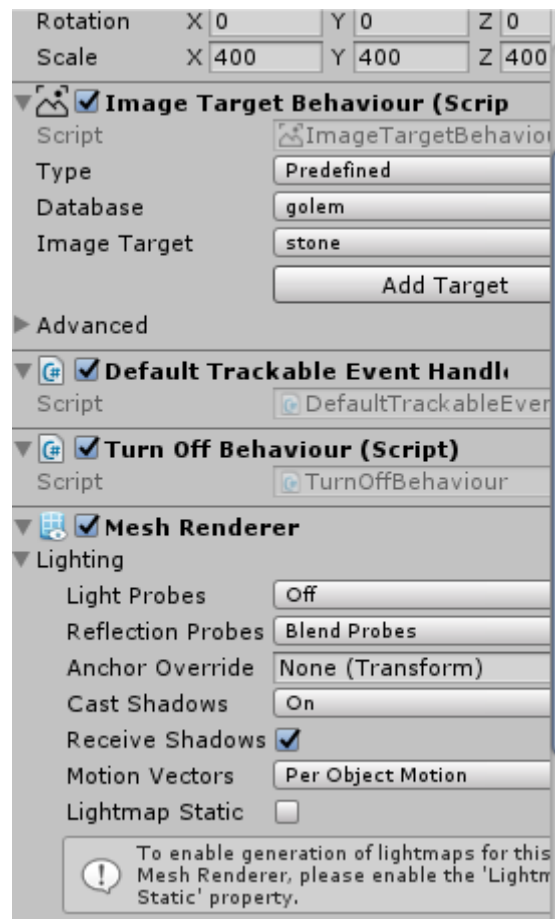 Rotation X 0 Y 0 Z 0
Scale X 400 Y 400 Z 400
Image Target Behaviour (Scrip
Script ImageTargetBehaviou
Type Predefined
Database golem
Image Target stone
Add Target
Advanced
Default Trackable Event Handle
Script DefaultTrackableEver
Turn Off Behaviour (Script)
Script TurnOffBehaviour
Mesh Renderer
Lighting
Light Probes Off
Reflection Probes Blend Probes
Anchor Override None (Transform)
Cast Shadows On
Receive Shadows
Motion Vectors Per Object Motion
Lightmap Static
To enable generation of lightmaps for this
Mesh Renderer, please enable the 'Lightm
Static' property.